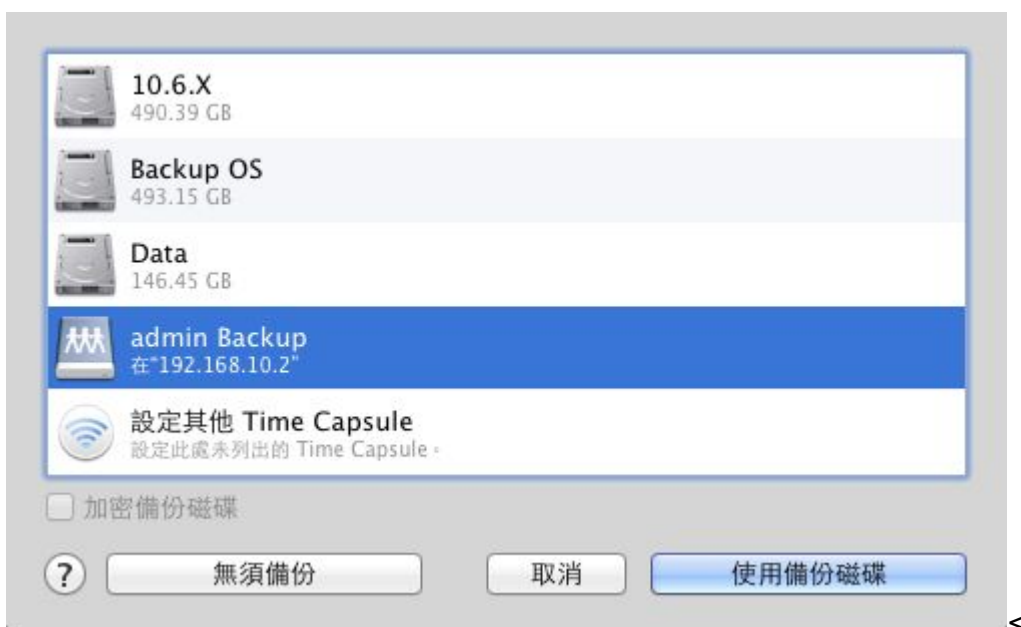 10.6.X
490.39 GB
Backup OS
493.15 GB
Data
146.45 GB
admin Backup
在"192.168.10.2"
設定其他 Time Capsule
設定此處未列出的 Time Capsule。
加密備份磁碟
? 無須備份 取消 使用備份磁碟
<